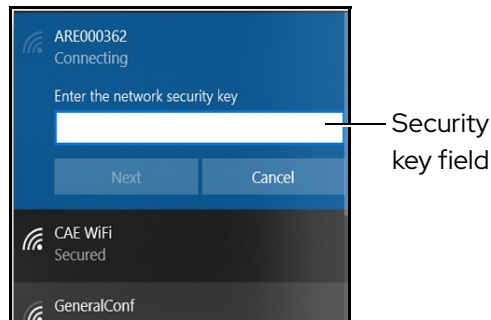 ARE000362
Connecting
Enter the network security key
Security
key field
Next
Cancel
CAE WiFi
Secured
GeneralConf